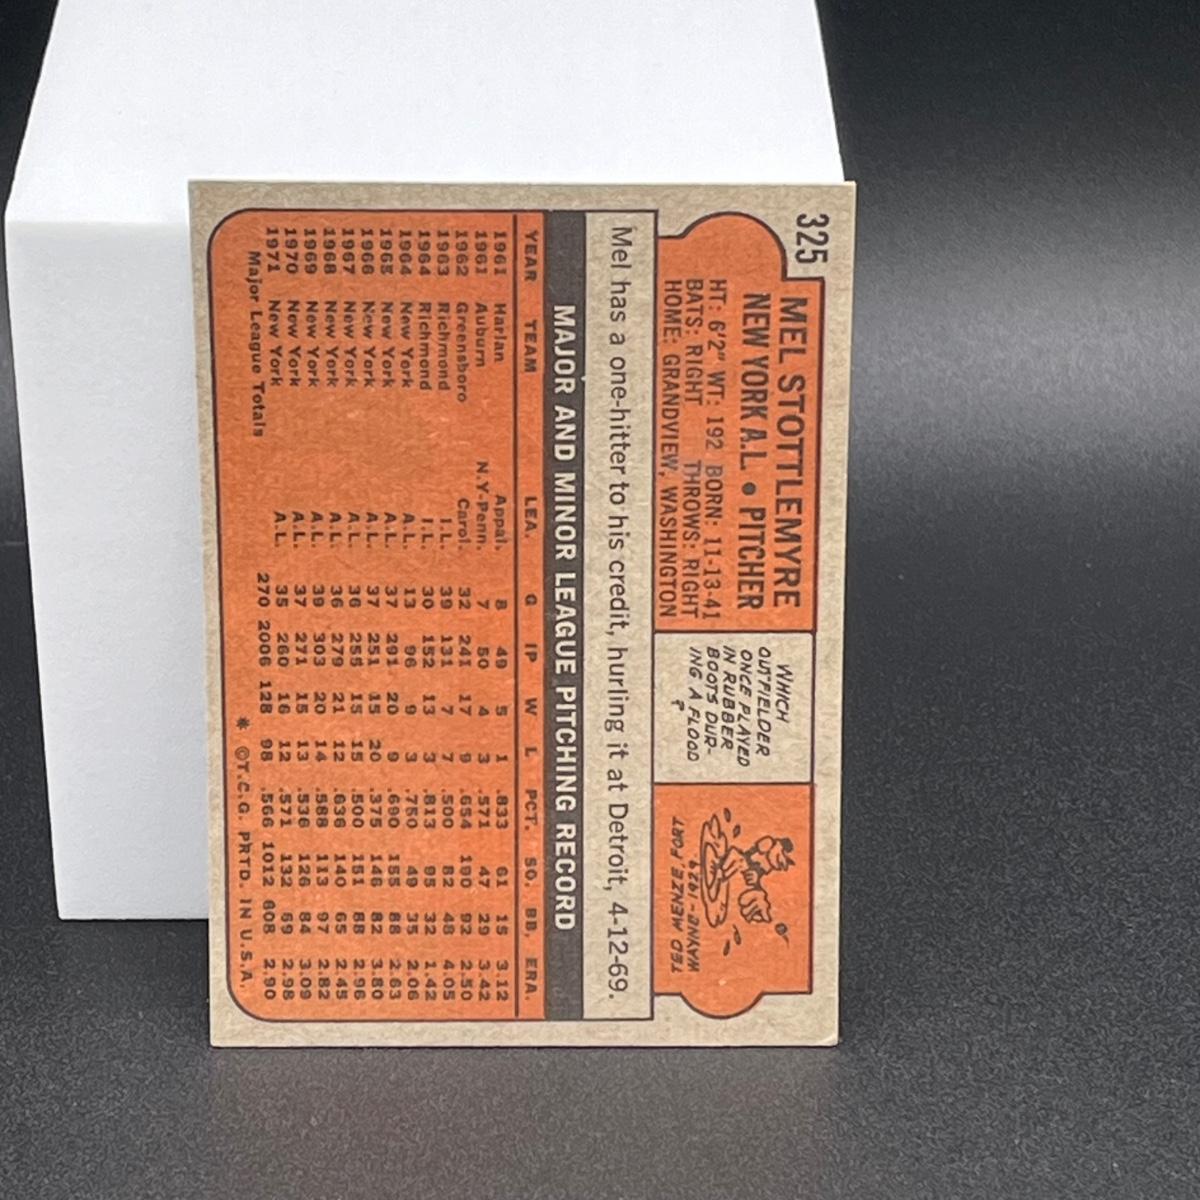 325
MEL STOTTLEMYRE
NEW YORK A.L. • PITCHER
HT: 6'2" WT: 192 BORN: 11-13-41
BATS: RIGHT THROWS: RIGHT
HOME: GRANDVIEW, WASHINGTON
WHICH
OUTFIELDER
ONCE PLAYED
IN RUBBER
BOOTS DUR-
ING A FLOOD
?
TED MENZE, FORT
WAYNE - 1929
Mel has a one-hitter to his credit, hurling it at Detroit, 4-12-69.
MAJOR AND MINOR LEAGUE PITCHING RECORD
YEAR TEAM LEA. G IP W L PCT. SO. BB. ERA.
1961 Harlan Appal. 8 49 5 1 .833 61 15 3.12
1961 Auburn N.Y-Penn. 7 50 4 3 .571 47 29 3.42
1962 Greensboro Carol. 32 241 17 9 .654 190 92 2.50
1963 Richmond I.L. 39 131 7 7 .500 82 48 4.05
1964 Richmond I.L. 30 152 13 3 .813 95 32 1.42
1964 New York A.L. 13 96 9 3 .750 49 35 2.06
1965 New York A.L. 37 291 20 9 .690 155 88 2.63
1966 New York A.L. 37 251 15 20 .375 146 82 3.80
1967 New York A.L. 36 255 15 15 .500 151 88 2.96
1968 New York A.L. 36 279 21 12 .636 140 65 2.45
1969 New York A.L. 39 303 20 14 .588 113 97 2.82
1970 New York A.L. 37 271 15 13 .536 126 84 3.09
1971 New York A.L. 35 260 16 12 .571 132 69 2.98
Major League Totals 270 2006 128 98 .566 1012 608 2.90
* ©T.C.G. PRTD. IN U.S.A.